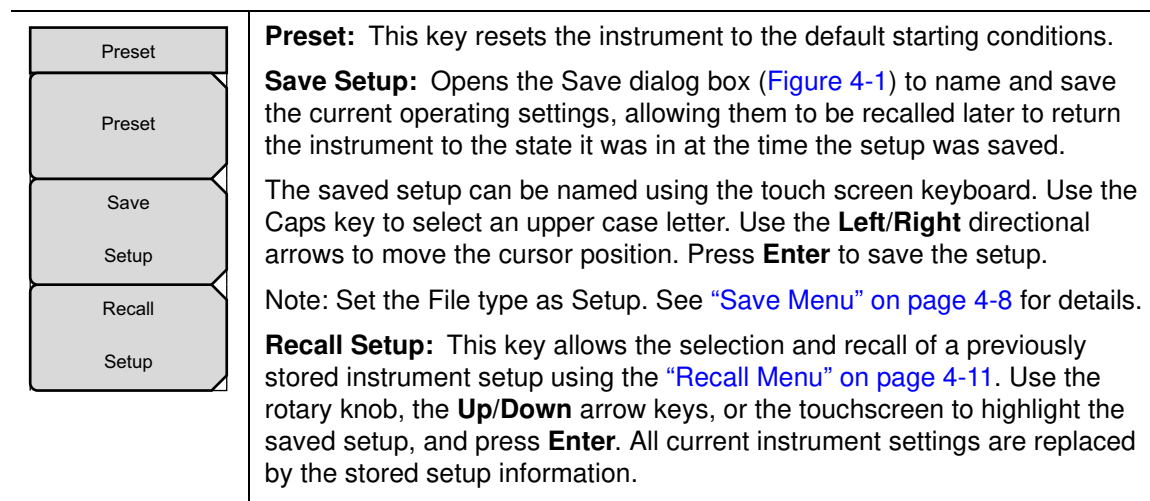 Preset
Preset
Save
Setup
Recall
Setup
Preset: This key resets the instrument to the default starting conditions.
Save Setup: Opens the Save dialog box (Figure 4-1) to name and save
the current operating settings, allowing them to be recalled later to return
the instrument to the state it was in at the time the setup was saved.
The saved setup can be named using the touch screen keyboard. Use the
Caps key to select an upper case letter. Use the Left/Right directional
arrows to move the cursor position. Press Enter to save the setup.
Note: Set the File type as Setup. See “Save Menu” on page 4-8 for details.
Recall Setup: This key allows the selection and recall of a previously
stored instrument setup using the “Recall Menu” on page 4-11. Use the
rotary knob, the Up/Down arrow keys, or the touchscreen to highlight the
saved setup, and press Enter. All current instrument settings are replaced
by the stored setup information.